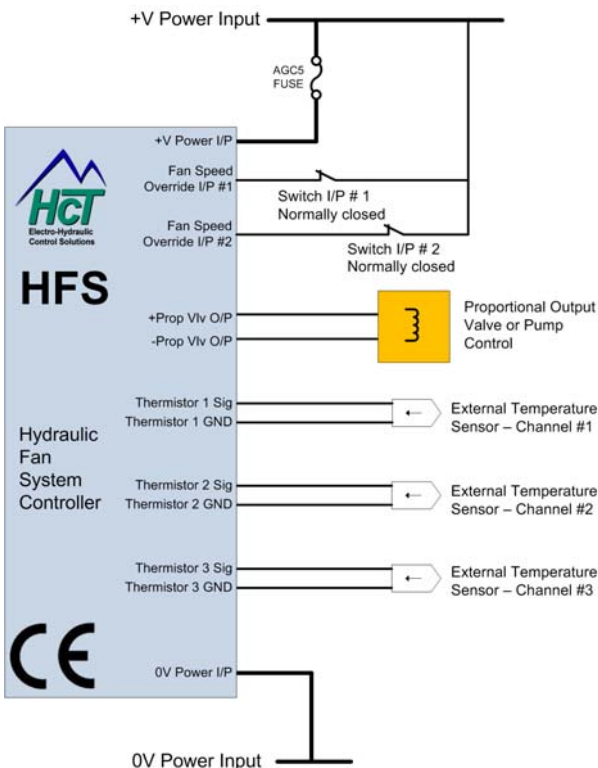 +V Power Input
AGC5
FUSE
+V Power I/P
Fan Speed
Override I/P #1
Switch I/P # 1
Normally closed
Fan Speed
Override I/P #2
Switch I/P # 2
Normally closed
HcT
Electro-Hydraulic
Control Solutions
HFS
+Prop Vlv O/P
-Prop Vlv O/P
Proportional Output
Valve or Pump
Control
Thermistor 1 Sig
Thermistor 1 GND
External Temperature
Sensor – Channel #1
Hydraulic
Fan
System
Controller
Thermistor 2 Sig
Thermistor 2 GND
External Temperature
Sensor – Channel #2
Thermistor 3 Sig
Thermistor 3 GND
External Temperature
Sensor – Channel #3
CE
0V Power I/P
0V Power Input